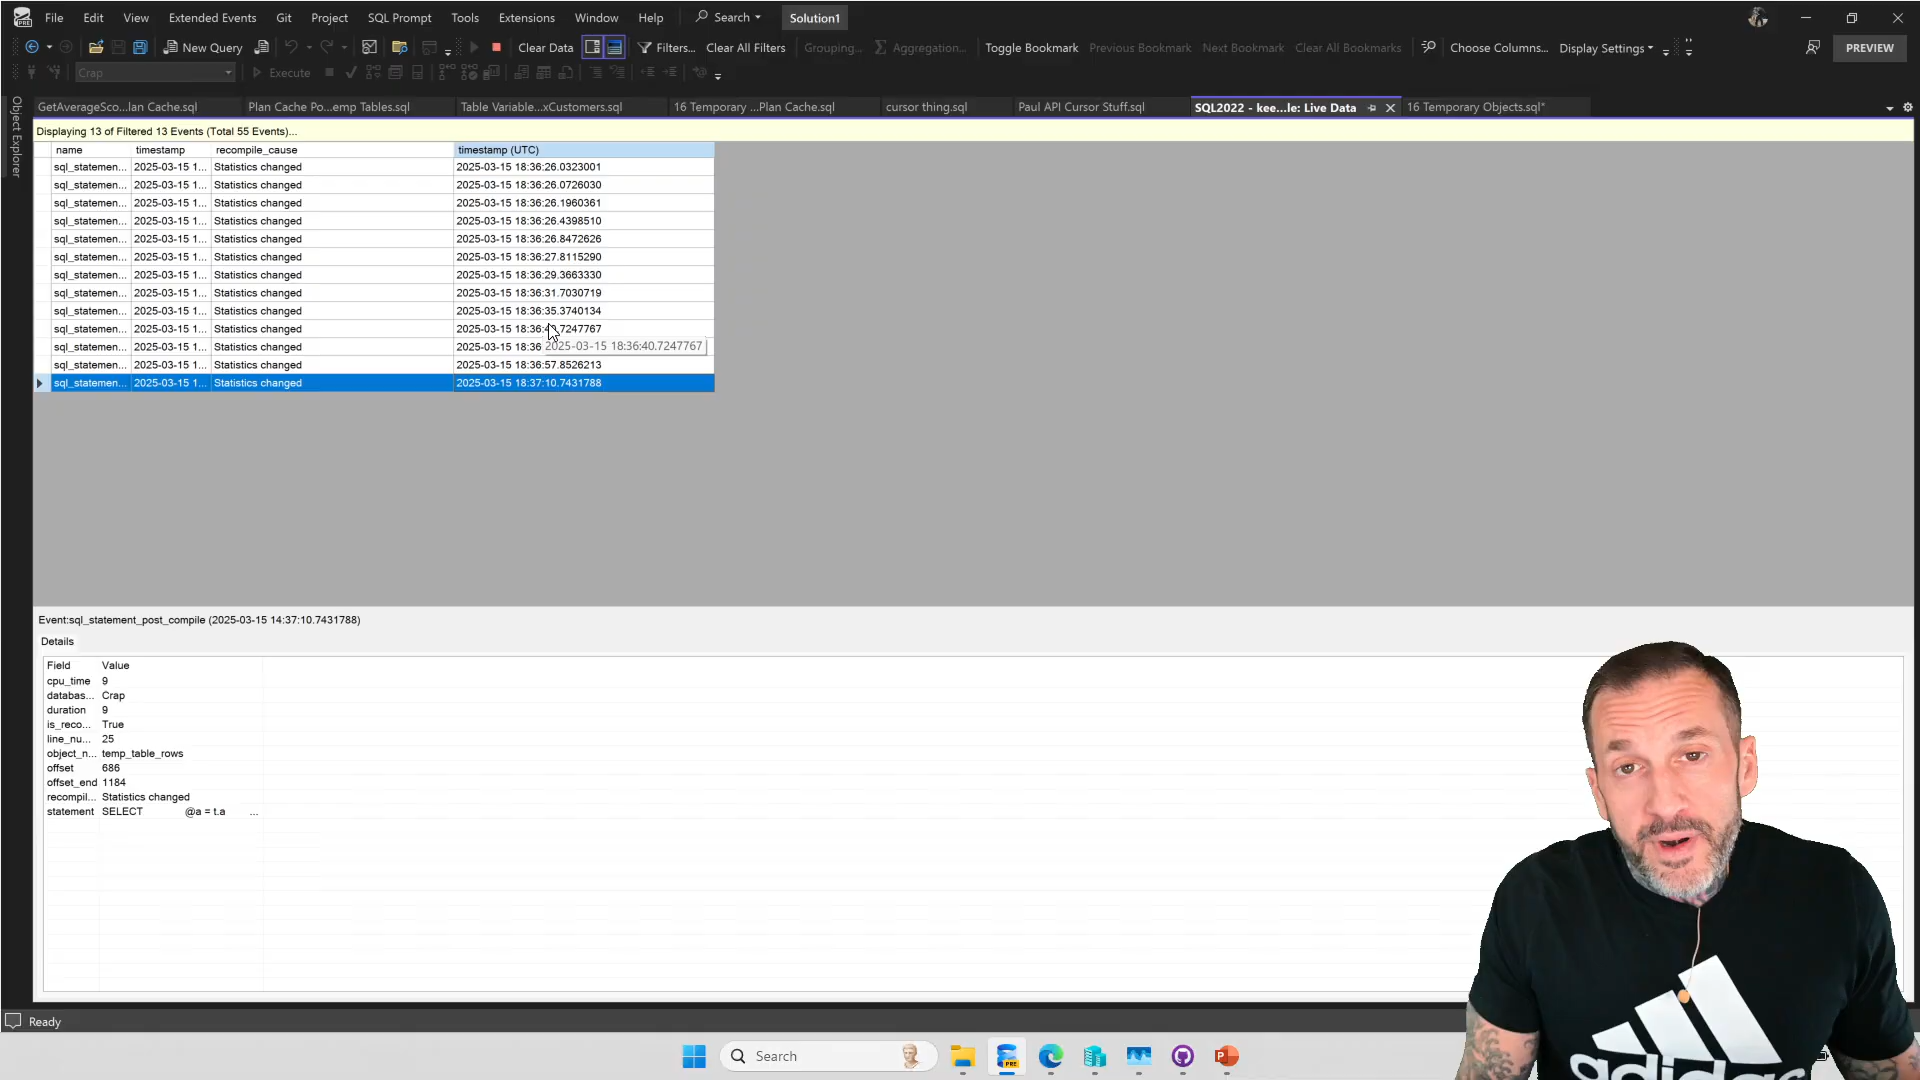 File Edit View Extended Events Git Project SQL Prompt Tools Extensions Window Help Search Solution1
New Query Clear Data Filters... Clear All Filters Grouping... Aggregation... Toggle Bookmark Previous Bookmark Next Bookmark Clear All Bookmarks Choose Columns... Display Settings PREVIEW
Crap Execute
GetAverageSco...lan Cache.sql Plan Cache Po...emp Tables.sql Table Variable...xCustomers.sql 16 Temporary ...Plan Cache.sql cursor thing.sql Paul API Cursor Stuff.sql SQL2022 - kee...le: Live Data 16 Temporary Objects.sql*
Object Explorer
Displaying 13 of Filtered 13 Events (Total 55 Events)...
name timestamp recompile_cause timestamp (UTC)
sql_statemen... 2025-03-15 1... Statistics changed 2025-03-15 18:36:26.0323001
sql_statemen... 2025-03-15 1... Statistics changed 2025-03-15 18:36:26.0726030
sql_statemen... 2025-03-15 1... Statistics changed 2025-03-15 18:36:26.1960361
sql_statemen... 2025-03-15 1... Statistics changed 2025-03-15 18:36:26.4398510
sql_statemen... 2025-03-15 1... Statistics changed 2025-03-15 18:36:26.8472626
sql_statemen... 2025-03-15 1... Statistics changed 2025-03-15 18:36:27.8115290
sql_statemen... 2025-03-15 1... Statistics changed 2025-03-15 18:36:29.3663330
sql_statemen... 2025-03-15 1... Statistics changed 2025-03-15 18:36:31.7030719
sql_statemen... 2025-03-15 1... Statistics changed 2025-03-15 18:36:35.3740134
sql_statemen... 2025-03-15 1... Statistics changed 2025-03-15 18:36:40.7247767
sql_statemen... 2025-03-15 1... Statistics changed 2025-03-15 18:36 2025-03-15 18:36:40.7247767
sql_statemen... 2025-03-15 1... Statistics changed 2025-03-15 18:36:57.8526213
sql_statemen... 2025-03-15 1... Statistics changed 2025-03-15 18:37:10.7431788
Event:sql_statement_post_compile (2025-03-15 14:37:10.7431788)
Details
Field Value
cpu_time 9
databas... Crap
duration 9
is_reco... True
line_nu... 25
object_n... temp_table_rows
offset 686
offset_end 1184
recompil... Statistics changed
statement SELECT @a = t.a ...
adidas
Ready
Search
PRE